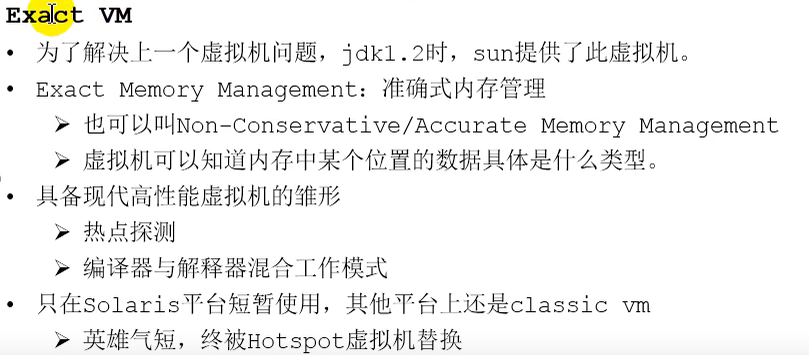 Exact VM
• 为了解决上一个虚拟机问题，jdk1.2时，sun提供了此虚拟机。
• Exact Memory Management：准确式内存管理
➢ 也可以叫Non-Conservative/Accurate Memory Management
➢ 虚拟机可以知道内存中某个位置的数据具体是什么类型。
• 具备现代高性能虚拟机的雏形
➢ 热点探测
➢ 编译器与解释器混合工作模式
• 只在Solaris平台短暂使用，其他平台上还是classic vm
➢ 英雄气短，终被Hotspot虚拟机替换